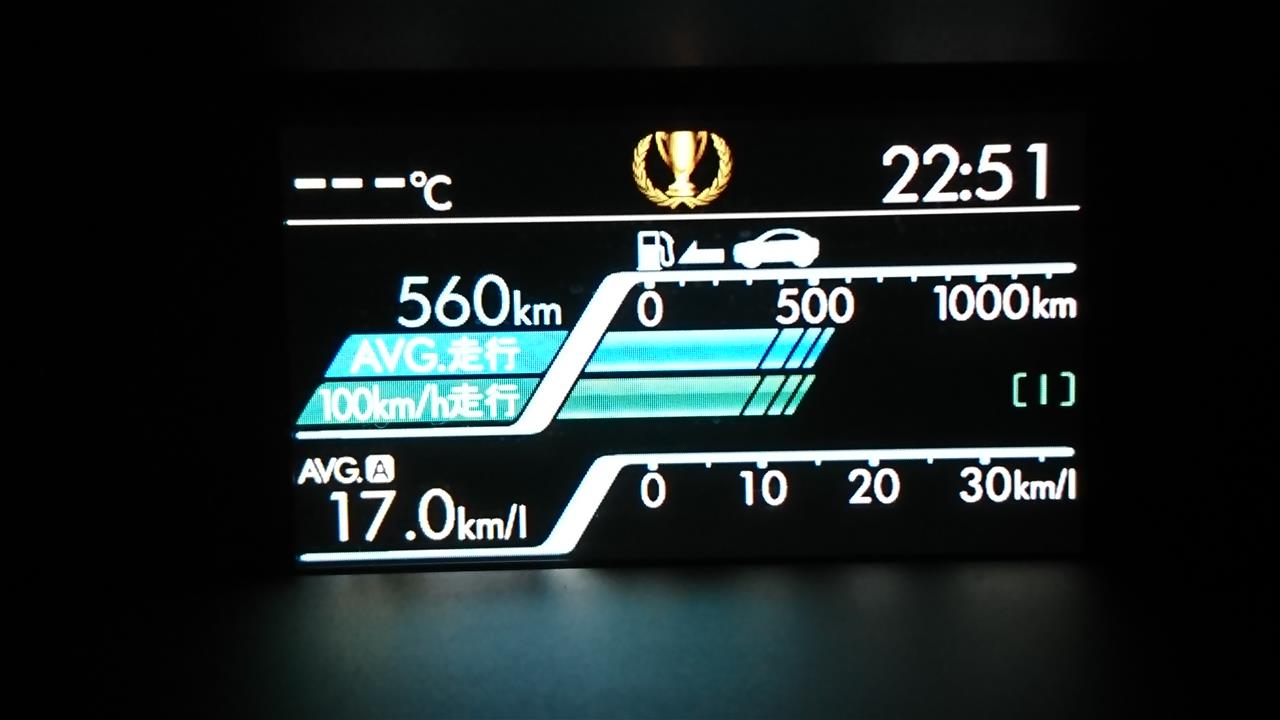 ---°C 22:51
560km
0 500 1000km
AVG.走行
100km/h走行
[1]
AVG.A
0 10 20 30km/l
17.0km/l